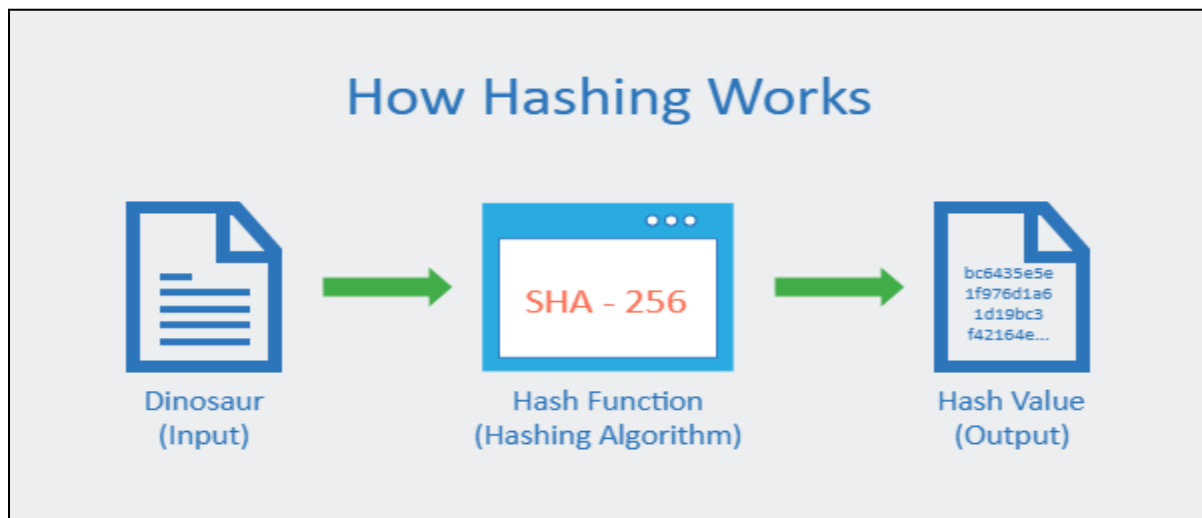 How Hashing Works
SHA - 256
bc6435e5e
1f976d1a6
1d19bc3
f42164e...
Dinosaur
(Input)
Hash Function
(Hashing Algorithm)
Hash Value
(Output)